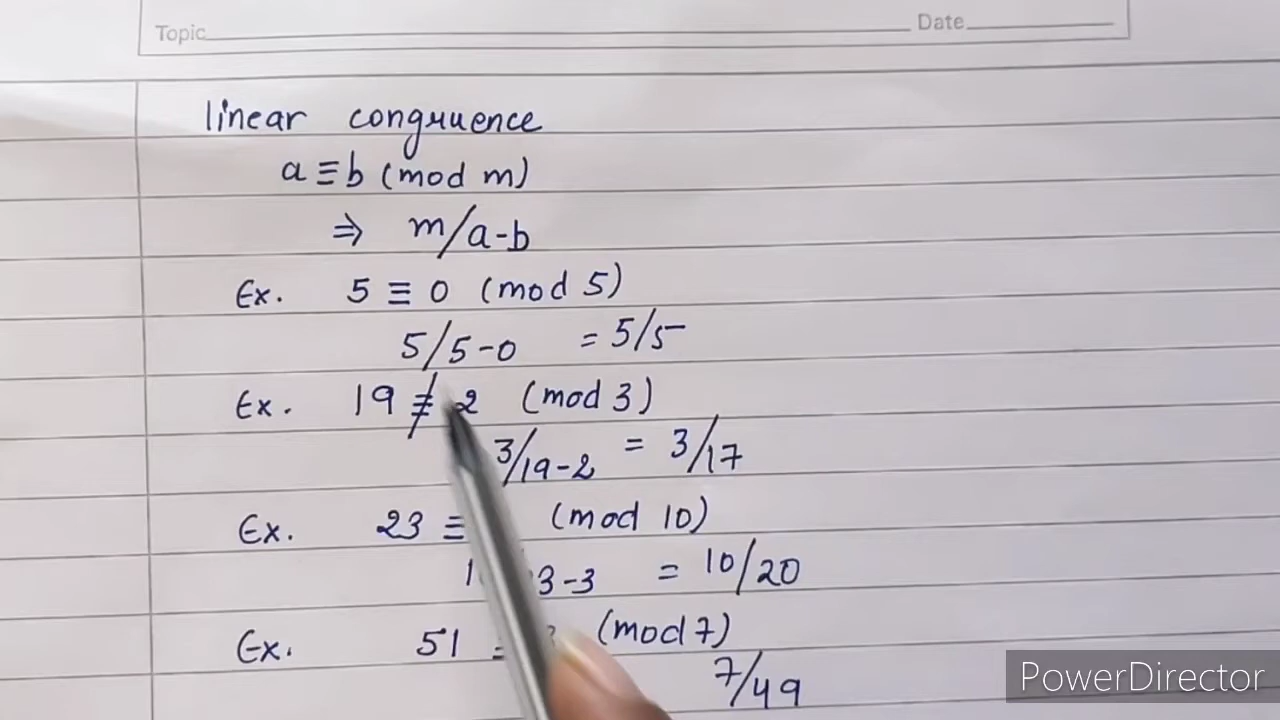 Topic Date
linear congruence
a ≡ b (mod m)
⇒ m/a-b
Ex. 5 ≡ 0 (mod 5)
5/5-0 = 5/5
Ex. 19 ≢ 2 (mod 3)
3/19-2 = 3/17
Ex. 23 ≡ (mod 10)
3-3 = 10/20
Ex. 51 ≡ (mod 7)
7/49
PowerDirector